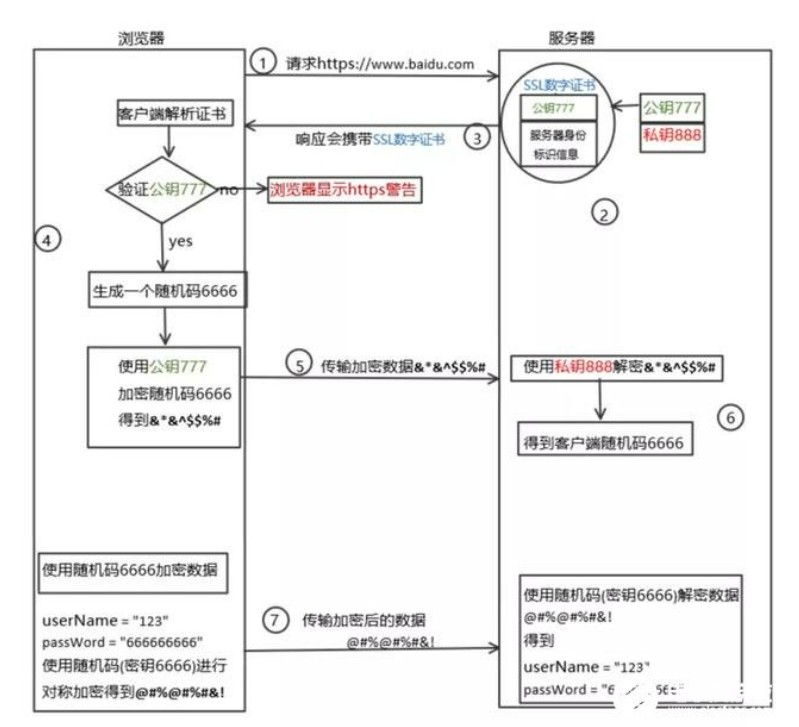 浏览器
服务器
① 请求https://www.baidu.com
SSL数字证书
公钥777
服务器身份
标识信息
公钥777
私钥888
②
响应会携带SSL数字证书 ③
客户端解析证书
验证公钥777
no
浏览器显示https警告
④
yes
生成一个随机码6666
使用公钥777
加密随机码6666
得到&*&^$$%#
⑤ 传输加密数据&*&^$$%#
使用私钥888解密&*&^$$%#
⑥
得到客户端随机码6666
使用随机码6666加密数据
userName = "123"
passWord = "666666666"
使用随机码(密钥6666)进行
对称加密得到@#%@#%#&!
⑦ 传输加密后的数据
@#%@#%#&!
使用随机码(密钥6666)解密数据
@#%@#%#&!
得到
userName = "123"
passWord =